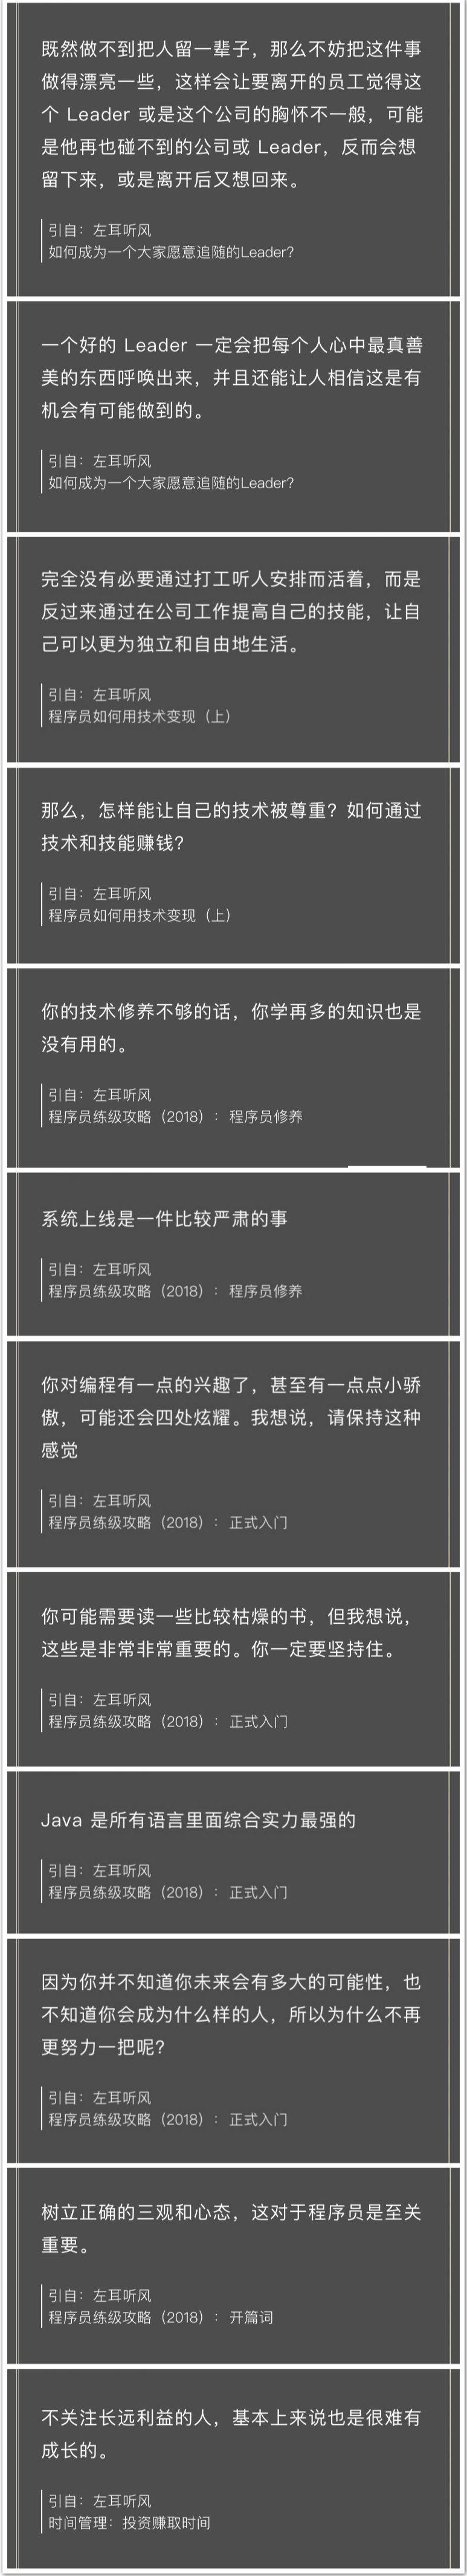 既然做不到把人留一辈子，那么不妨把这件事
做得漂亮一些，这样会让要离开的员工觉得这
个 Leader 或是这个公司的胸怀不一般，可能
是他再也碰不到的公司或 Leader，反而会想
留下来，或是离开后又想回来。
引自：左耳听风
如何成为一个大家愿意追随的Leader?
一个好的 Leader 一定会把每个人心中最真善
美的东西呼唤出来，并且还能让人相信这是有
机会有可能做到的。
引自：左耳听风
如何成为一个大家愿意追随的Leader?
完全没有必要通过打工听人安排而活着，而是
反过来通过在公司工作提高自己的技能，让自
己可以更为独立和自由地生活。
引自：左耳听风
程序员如何用技术变现（上）
那么，怎样能让自己的技术被尊重？如何通过
技术和技能赚钱？
引自：左耳听风
程序员如何用技术变现（上）
你的技术修养不够的话，你学再多的知识也是
没有用的。
引自：左耳听风
程序员练级攻略（2018）：程序员修养
系统上线是一件比较严肃的事
引自：左耳听风
程序员练级攻略（2018）：程序员修养
你对编程有一点的兴趣了，甚至有一点点小骄
傲，可能还会四处炫耀。我想说，请保持这种
感觉
引自：左耳听风
程序员练级攻略（2018）：正式入门
你可能需要读一些比较枯燥的书，但我想说，
这些是非常非常重要的。你一定要坚持住。
引自：左耳听风
程序员练级攻略（2018）：正式入门
Java 是所有语言里面综合实力最强的
引自：左耳听风
程序员练级攻略（2018）：正式入门
因为你并不知道你未来会有多大的可能性，也
不知道你会成为什么样的人，所以为什么不再
更努力一把呢？
引自：左耳听风
程序员练级攻略（2018）：正式入门
树立正确的三观和心态，这对于程序员是至关
重要。
引自：左耳听风
程序员练级攻略（2018）：开篇词
不关注长远利益的人，基本上来说也是很难有
成长的。
引自：左耳听风
时间管理：投资赚取时间